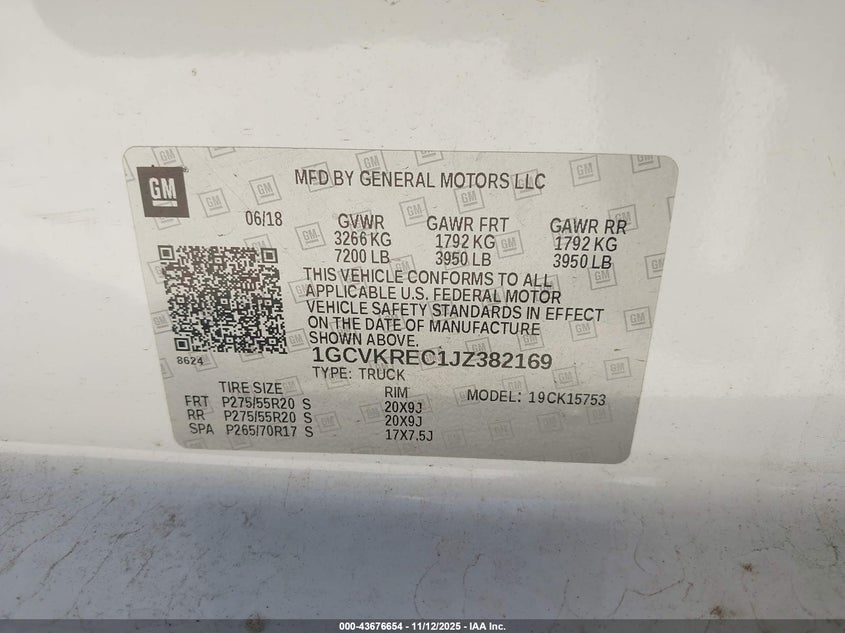 GM
MFD BY GENERAL MOTORS LLC
06/18 GVWR GAWR FRT GAWR RR
3266 KG 1792 KG 1792 KG
7200 LB 3950 LB 3950 LB
THIS VEHICLE CONFORMS TO ALL
APPLICABLE U.S. FEDERAL MOTOR
VEHICLE SAFETY STANDARDS IN EFFECT
ON THE DATE OF MANUFACTURE
SHOWN ABOVE.
8624
1GCVKREC1JZ382169
TYPE: TRUCK
TIRE SIZE RIM MODEL: 19CK15753
FRT P275/55R20 S 20X9J
RR P275/55R20 S 20X9J
SPA P265/70R17 S 17X7.5J
000-43676654 - 11/12/2025 - IAA Inc.